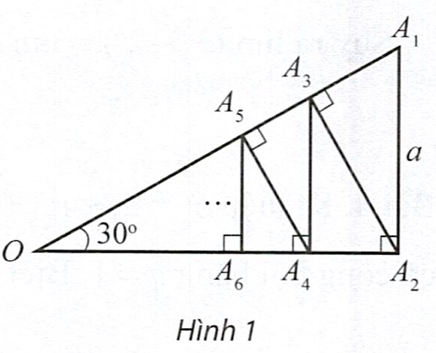 A₁
A₃
A₅
a
...
30°
O
A₆ A₄ A₂
Hình 1